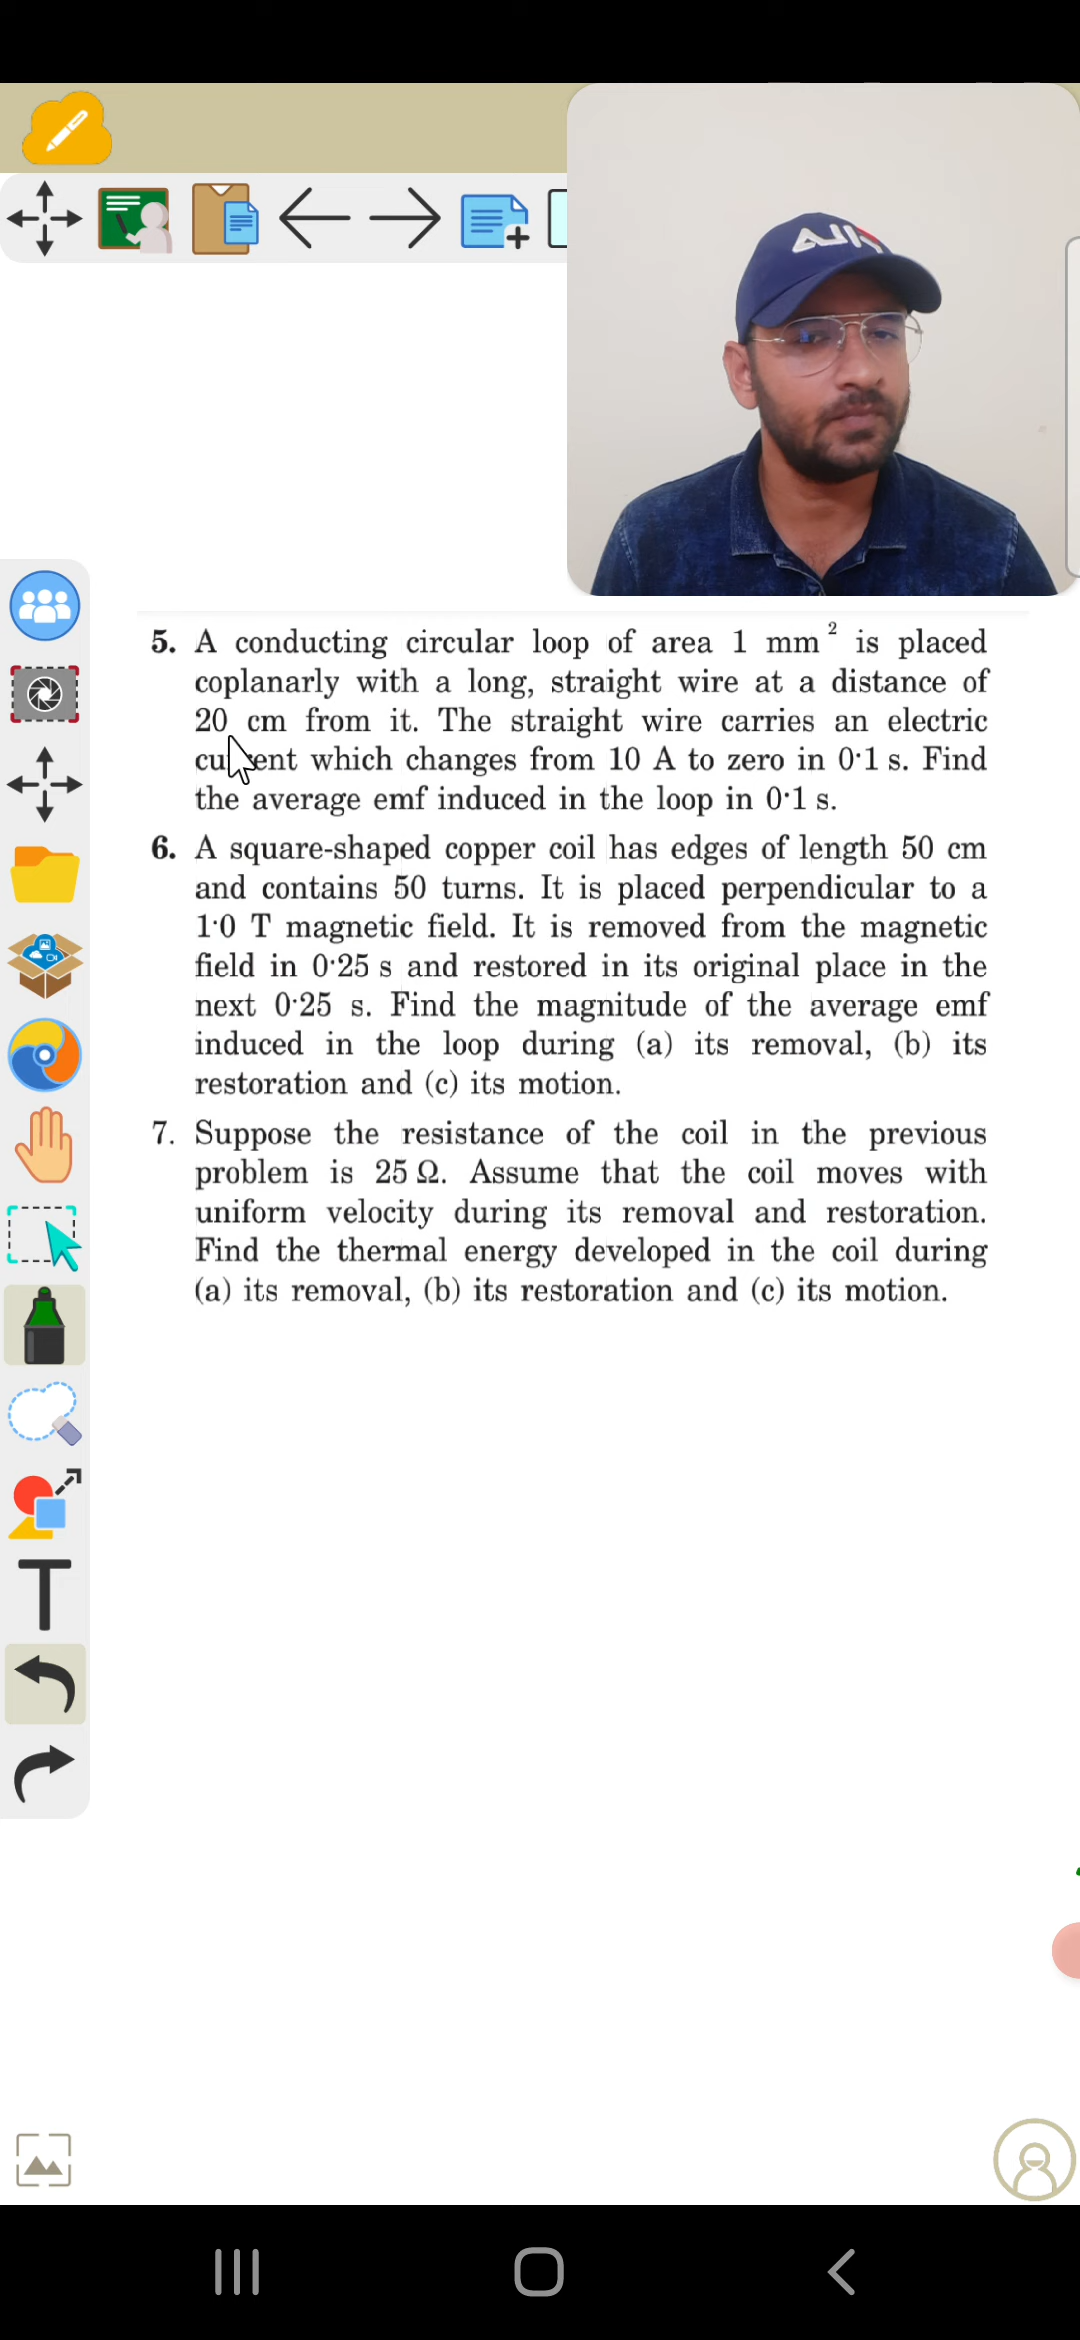 5. A conducting circular loop of area 1 mm² is placed
coplanarly with a long, straight wire at a distance of
20 cm from it. The straight wire carries an electric
current which changes from 10 A to zero in 0·1 s. Find
the average emf induced in the loop in 0·1 s.
6. A square-shaped copper coil has edges of length 50 cm
and contains 50 turns. It is placed perpendicular to a
1·0 T magnetic field. It is removed from the magnetic
field in 0·25 s and restored in its original place in the
next 0·25 s. Find the magnitude of the average emf
induced in the loop during (a) its removal, (b) its
restoration and (c) its motion.
7. Suppose the resistance of the coil in the previous
problem is 25 Ω. Assume that the coil moves with
uniform velocity during its removal and restoration.
Find the thermal energy developed in the coil during
(a) its removal, (b) its restoration and (c) its motion.
T